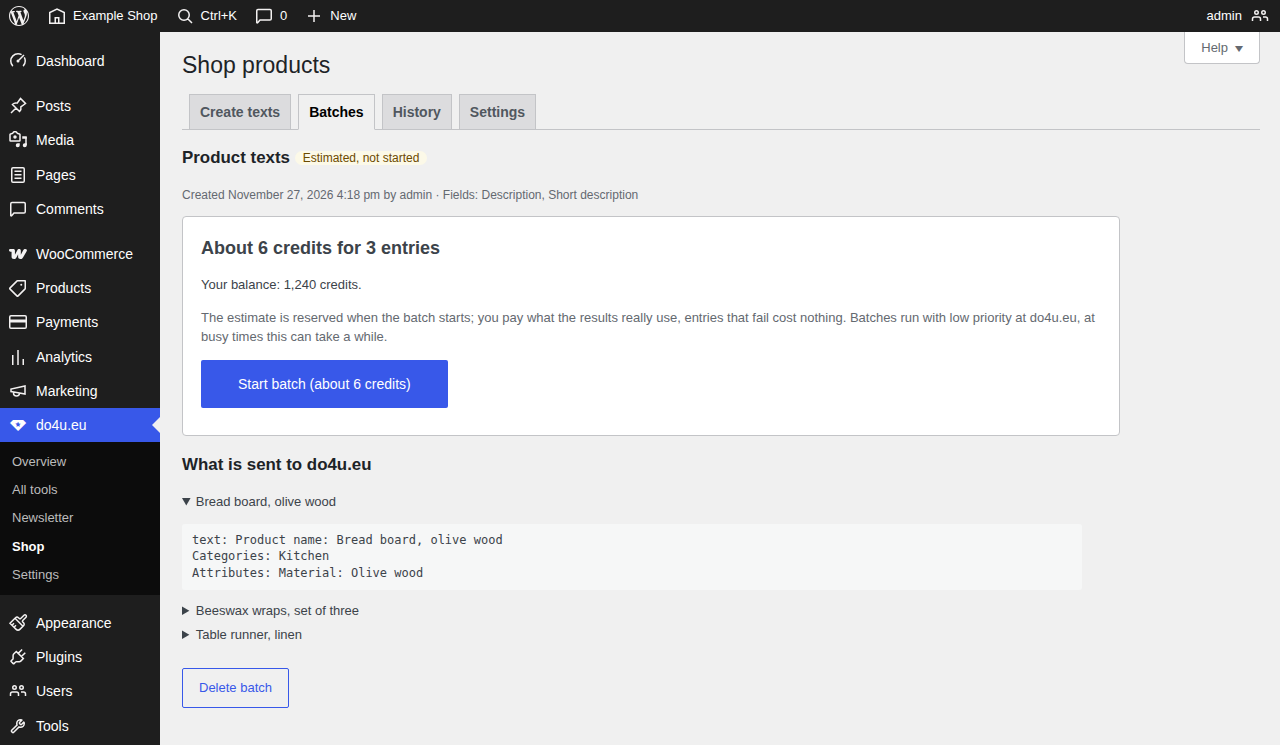 Example Shop
Ctrl+K
0
New
admin
Help
Dashboard
Posts
Media
Pages
Comments
WooCommerce
Products
Payments
Analytics
Marketing
do4u.eu
Overview
All tools
Newsletter
Shop
Settings
Appearance
Plugins
Users
Tools
Shop products
Create texts
Batches
History
Settings
Product texts Estimated, not started
Created November 27, 2026 4:18 pm by admin · Fields: Description, Short description
About 6 credits for 3 entries
Your balance: 1,240 credits.
The estimate is reserved when the batch starts; you pay what the results really use, entries that fail cost nothing. Batches run with low priority at do4u.eu, at
busy times this can take a while.
Start batch (about 6 credits)
What is sent to do4u.eu
Bread board, olive wood
text: Product name: Bread board, olive wood
Categories: Kitchen
Attributes: Material: Olive wood
Beeswax wraps, set of three
Table runner, linen
Delete batch